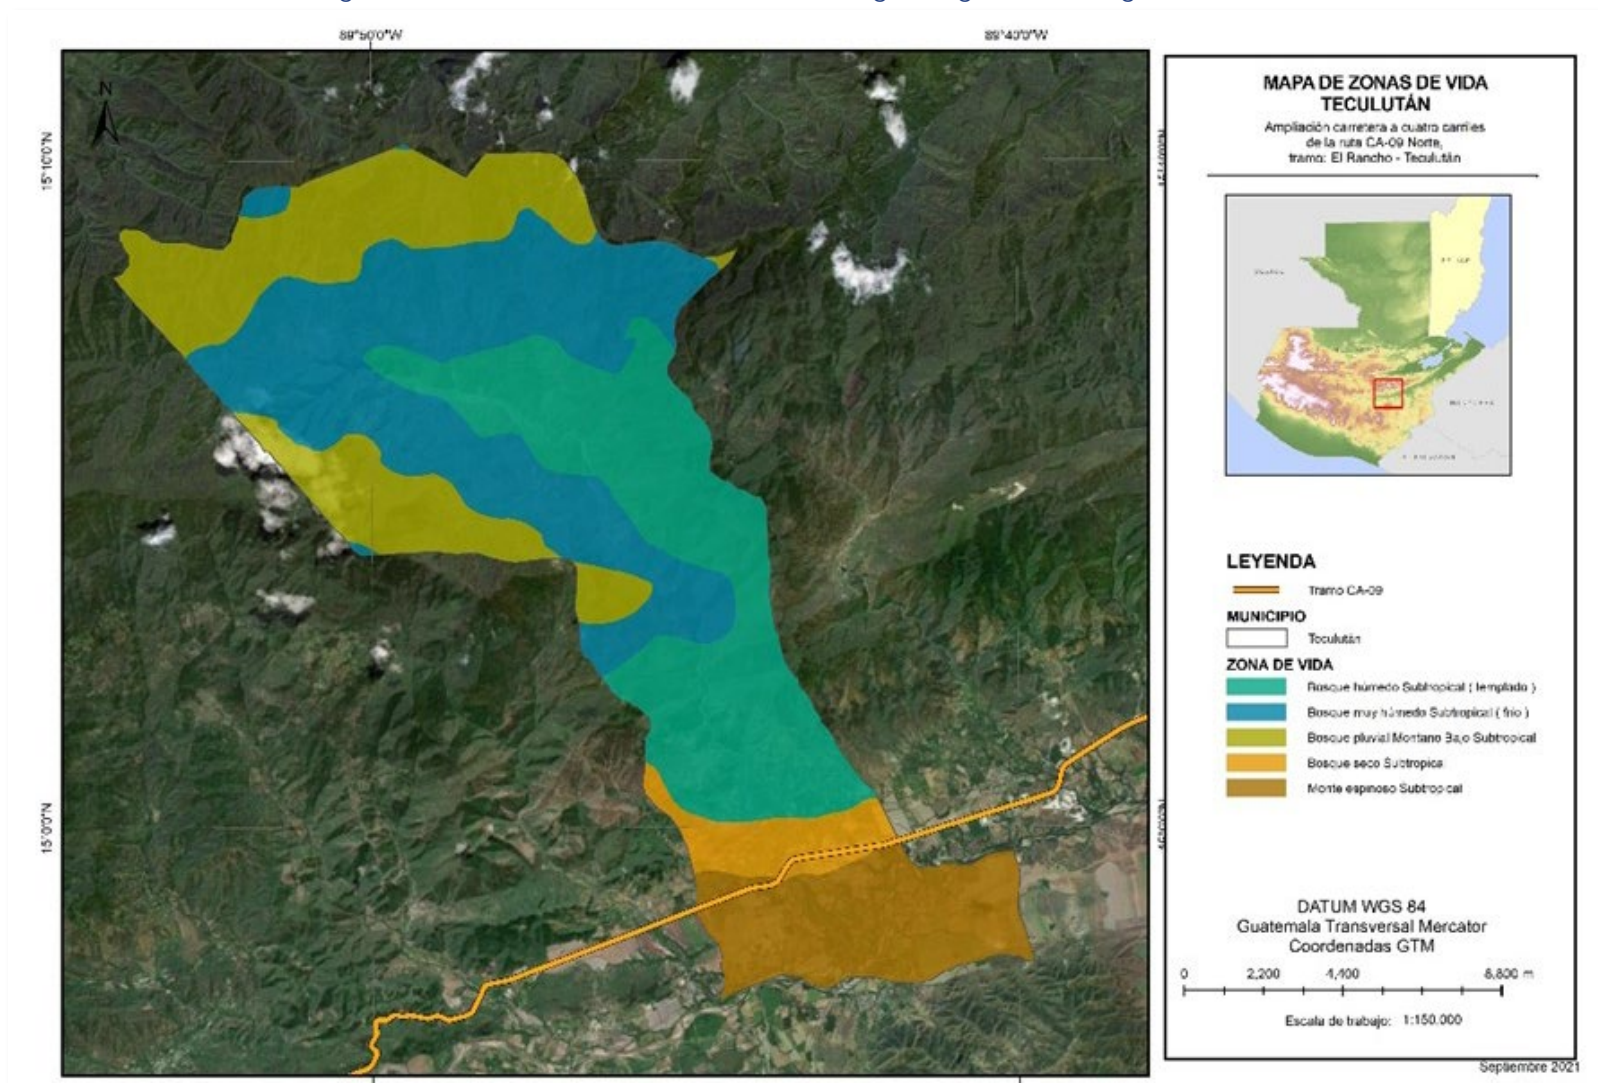 89°50'0"W
89°40'0"W
N
15°10'0"N
15°0'0"N
MAPA DE ZONAS DE VIDA
TECULUTÁN
Ampliación carretera a cuatro carriles
de la ruta CA-09 Norte,
tramo: El Rancho - Teculután
LEYENDA
Tramo CA-09
MUNICIPIO
Teculután
ZONA DE VIDA
Bosque húmedo Subtropical ( templado )
Bosque muy húmedo Subtropical ( frío )
Bosque pluvial Montano Bajo Subtropical
Bosque seco Subtropical
Monte espinoso Subtropical
DATUM WGS 84
Guatemala Transversal Mercator
Coordenadas GTM
0 2,200 4,400 8,800 m
Escala de trabajo: 1:150,000
Septiembre 2021